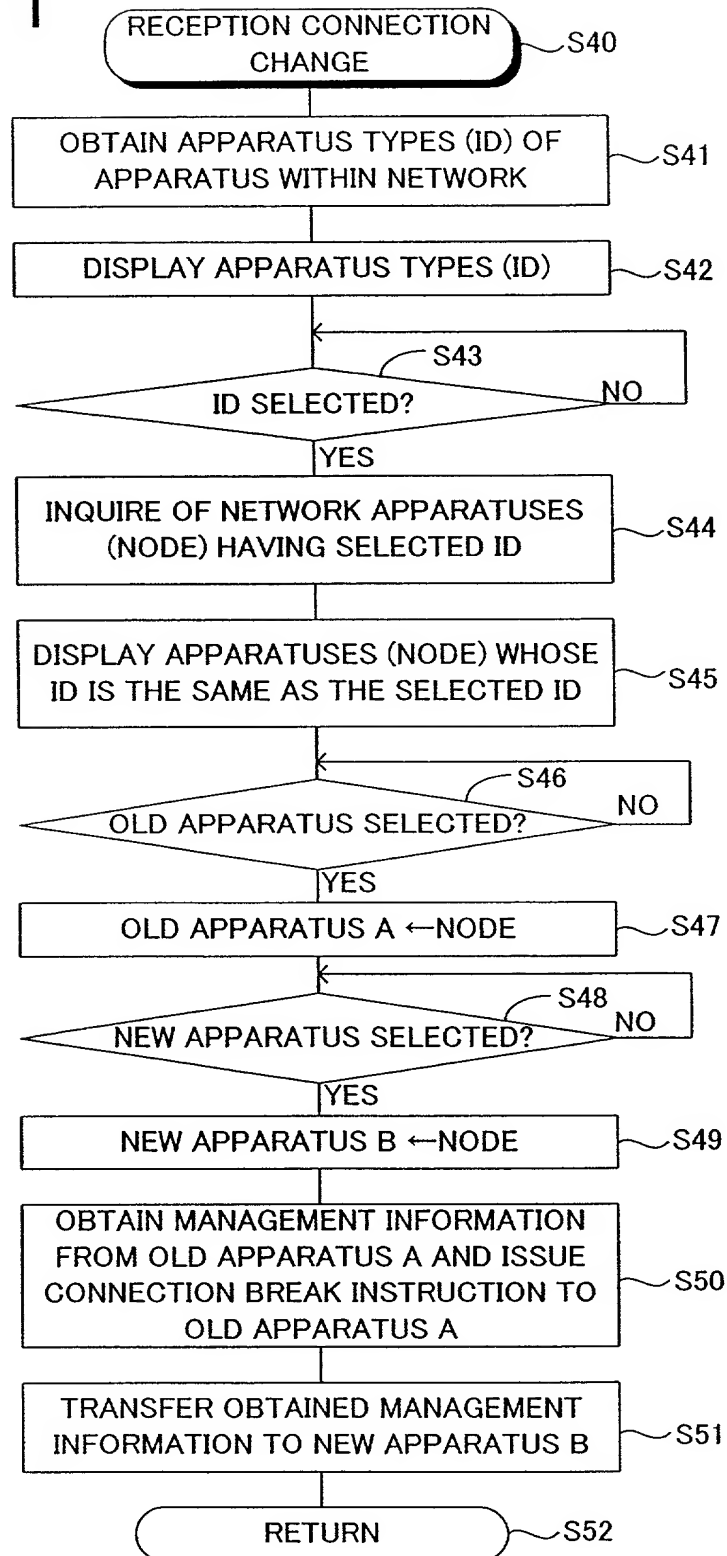 RECEPTION CONNECTION
CHANGE
S40
OBTAIN APPARATUS TYPES (ID) OF
APPARATUS WITHIN NETWORK
S41
DISPLAY APPARATUS TYPES (ID)
S42
S43
ID SELECTED?
NO
YES
INQUIRE OF NETWORK APPARATUSES
(NODE) HAVING SELECTED ID
S44
DISPLAY APPARATUSES (NODE) WHOSE
ID IS THE SAME AS THE SELECTED ID
S45
S46
OLD APPARATUS SELECTED?
NO
YES
OLD APPARATUS A ←NODE
S47
S48
NEW APPARATUS SELECTED?
NO
YES
NEW APPARATUS B ←NODE
S49
OBTAIN MANAGEMENT INFORMATION
FROM OLD APPARATUS A AND ISSUE
CONNECTION BREAK INSTRUCTION TO
OLD APPARATUS A
S50
TRANSFER OBTAINED MANAGEMENT
INFORMATION TO NEW APPARATUS B
S51
RETURN
S52